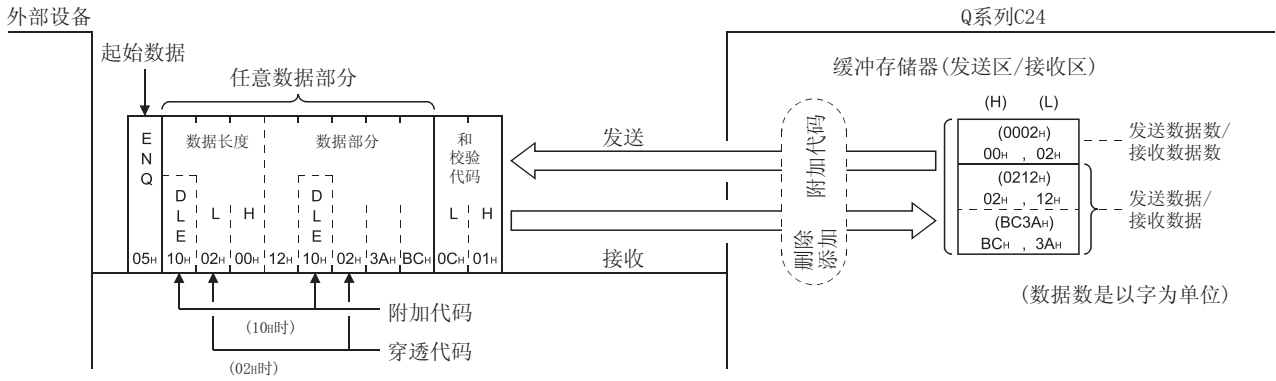 外部设备
Q系列C24
起始数据
任意数据部分
缓冲存储器(发送区/接收区)
(H) (L)
ENQ
数据长度
数据部分
和
校验
代码
DLE
L
H
DLE
L
H
05H 10H 02H 00H 12H 10H 02H 3AH BCH 0CH 01H
发送
接收
附加代码
删除
添加
(0002H)
00H , 02H
(0212H)
02H , 12H
(BC3AH)
BCH , 3AH
发送数据数/
接收数据数
发送数据/
接收数据
(数据数是以字为单位)
附加代码
(10H时)
穿透代码
(02H时)